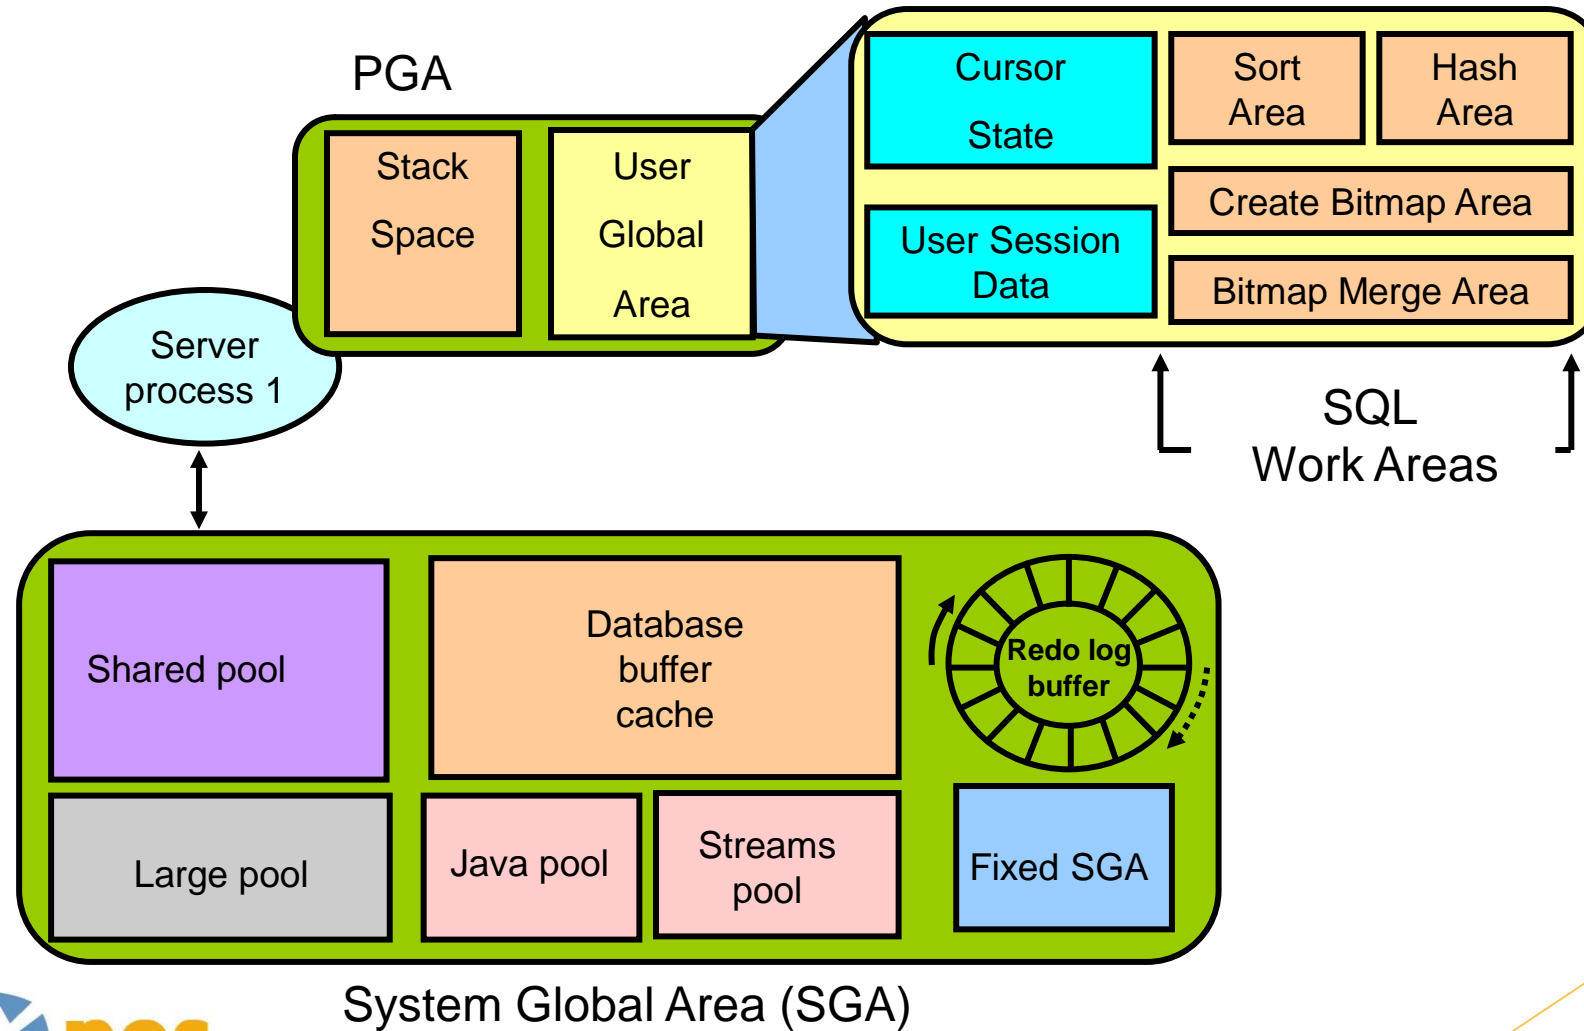 PGA
Stack
Space
User
Global
Area
Cursor
State
User Session
Data
Sort
Area
Hash
Area
Create Bitmap Area
Bitmap Merge Area
SQL
Work Areas
Server
process 1
Shared pool
Database
buffer
cache
Redo log
buffer
Large pool
Java pool
Streams
pool
Fixed SGA
System Global Area (SGA)